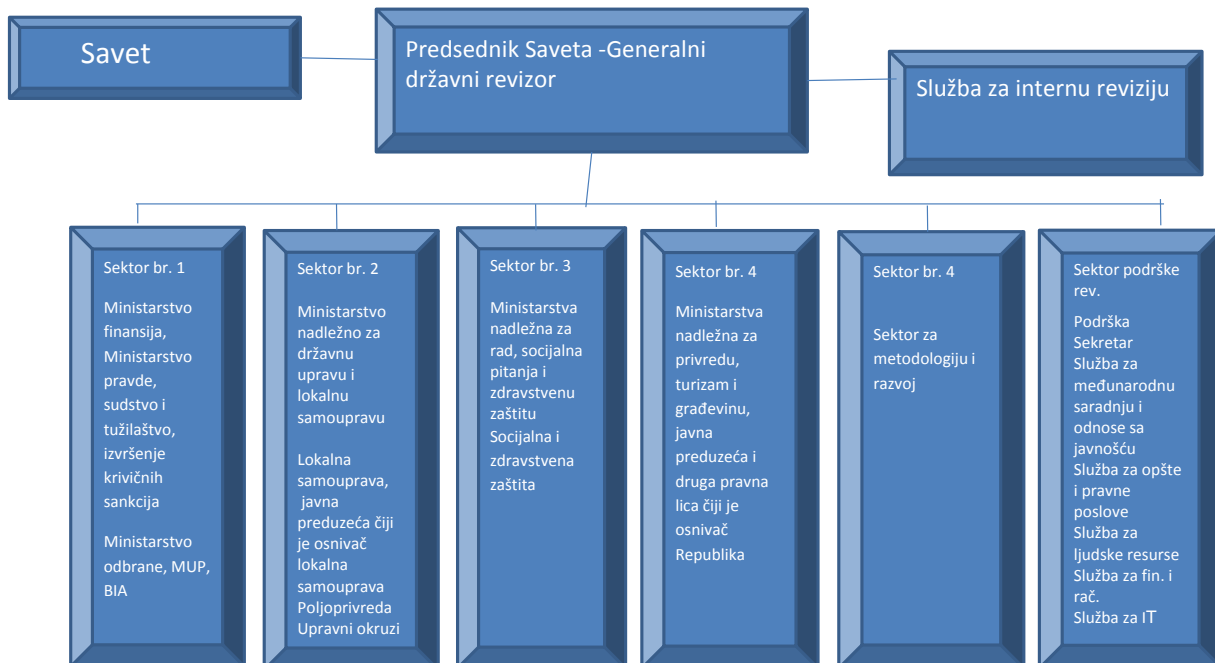 Savet
Predsednik Saveta -Generalni
državni revizor
Služba za internu reviziju
Sektor br. 1
Ministarstvo
finansija,
Ministarstvo
pravde,
sudstvo i
tužilaštvo,
izvršenje
krivičnih
sankcija
Ministarstvo
odbrane, MUP,
BIA
Sektor br. 2
Ministarstvo
nadležno za
državnu
upravu i
lokalnu
samoupravu
Lokalna
samouprava,
javna
preduzeća čiji
je osnivač
lokalna
samouprava
Poljoprivreda
Upravni okruzi
Sektor br. 3
Ministarstva
nadležna za
rad, socijalna
pitanja i
zdravstvenu
zaštitu
Socijalna i
zdravstvena
zaštita
Sektor br. 4
Ministarstva
nadležna za
privredu,
turizam i
građevinu,
javna
preduzeća i
druga pravna
lica čiji je
osnivač
Republika
Sektor br. 4
Sektor za
metodologiju i
razvoj
Sektor podrške
rev.
Podrška
Sekretar
Služba za
međunarodnu
saradnju i
odnose sa
javnošću
Služba za opšte
i pravne
poslove
Služba za
ljudske resurse
Služba za fin. i
rač.
Služba za IT